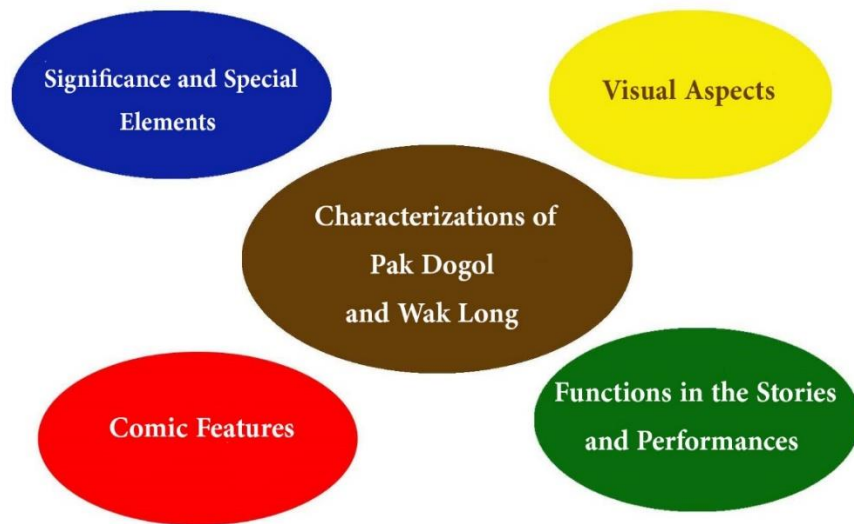 Significance and Special
Elements
Visual Aspects
Characterizations of
Pak Dogol
and Wak Long
Comic Features
Functions in the Stories
and Performances